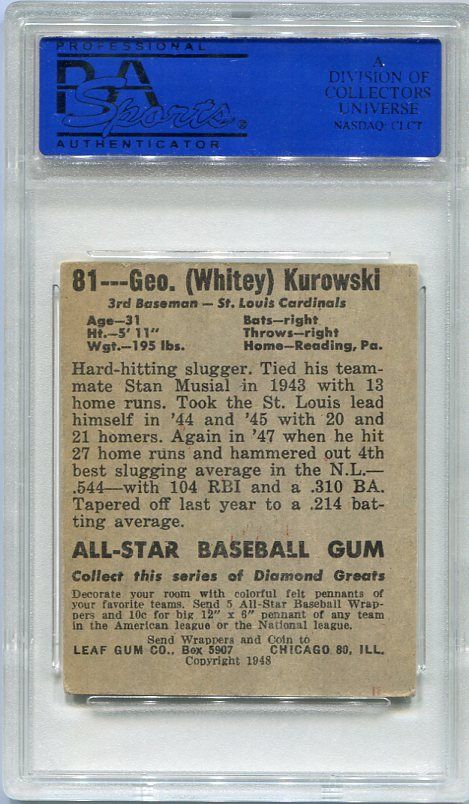 PROFESSIONAL
PSA
Sports
®
AUTHENTICATOR
A
DIVISION OF
COLLECTORS
UNIVERSE
NASDAQ: CLCT
81---Geo. (Whitey) Kurowski
3rd Baseman — St. Louis Cardinals
Age—31 Bats—right
Ht.—5' 11" Throws—right
Wgt.—195 lbs. Home—Reading, Pa.
Hard-hitting slugger. Tied his team-
mate Stan Musial in 1943 with 13
home runs. Took the St. Louis lead
himself in '44 and '45 with 20 and
21 homers. Again in '47 when he hit
27 home runs and hammered out 4th
best slugging average in the N.L.—
.544—with 104 RBI and a .310 BA.
Tapered off last year to a .214 bat-
ting average.
ALL-STAR BASEBALL GUM
Collect this series of Diamond Greats
Decorate your room with colorful felt pennants of
your favorite teams. Send 5 All-Star Baseball Wrap-
pers and 10c for big 12" x 6" pennant of any team
in the American league or the National league.
Send Wrappers and Coin to
LEAF GUM CO., Box 5907 CHICAGO 80, ILL.
Copyright 1948